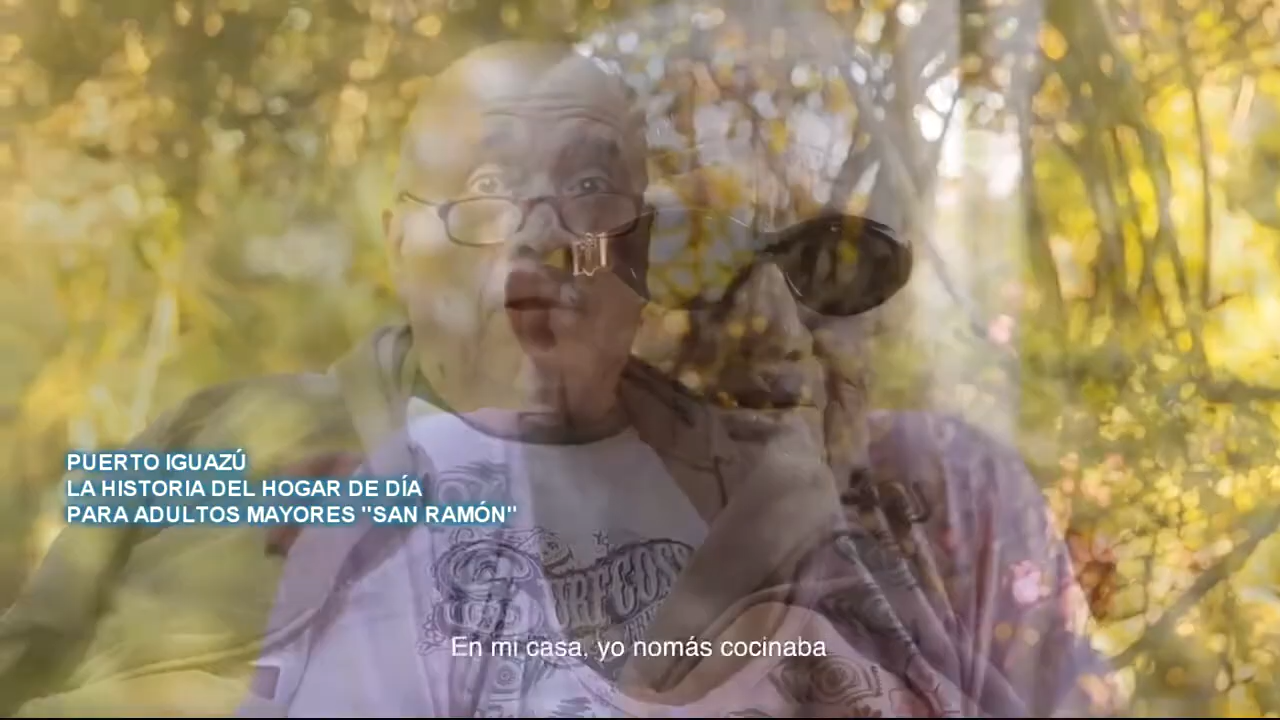 PUERTO IGUAZÚ
LA HISTORIA DEL HOGAR DE DÍA
PARA ADULTOS MAYORES "SAN RAMÓN"
En mi casa, yo nomás cocinaba